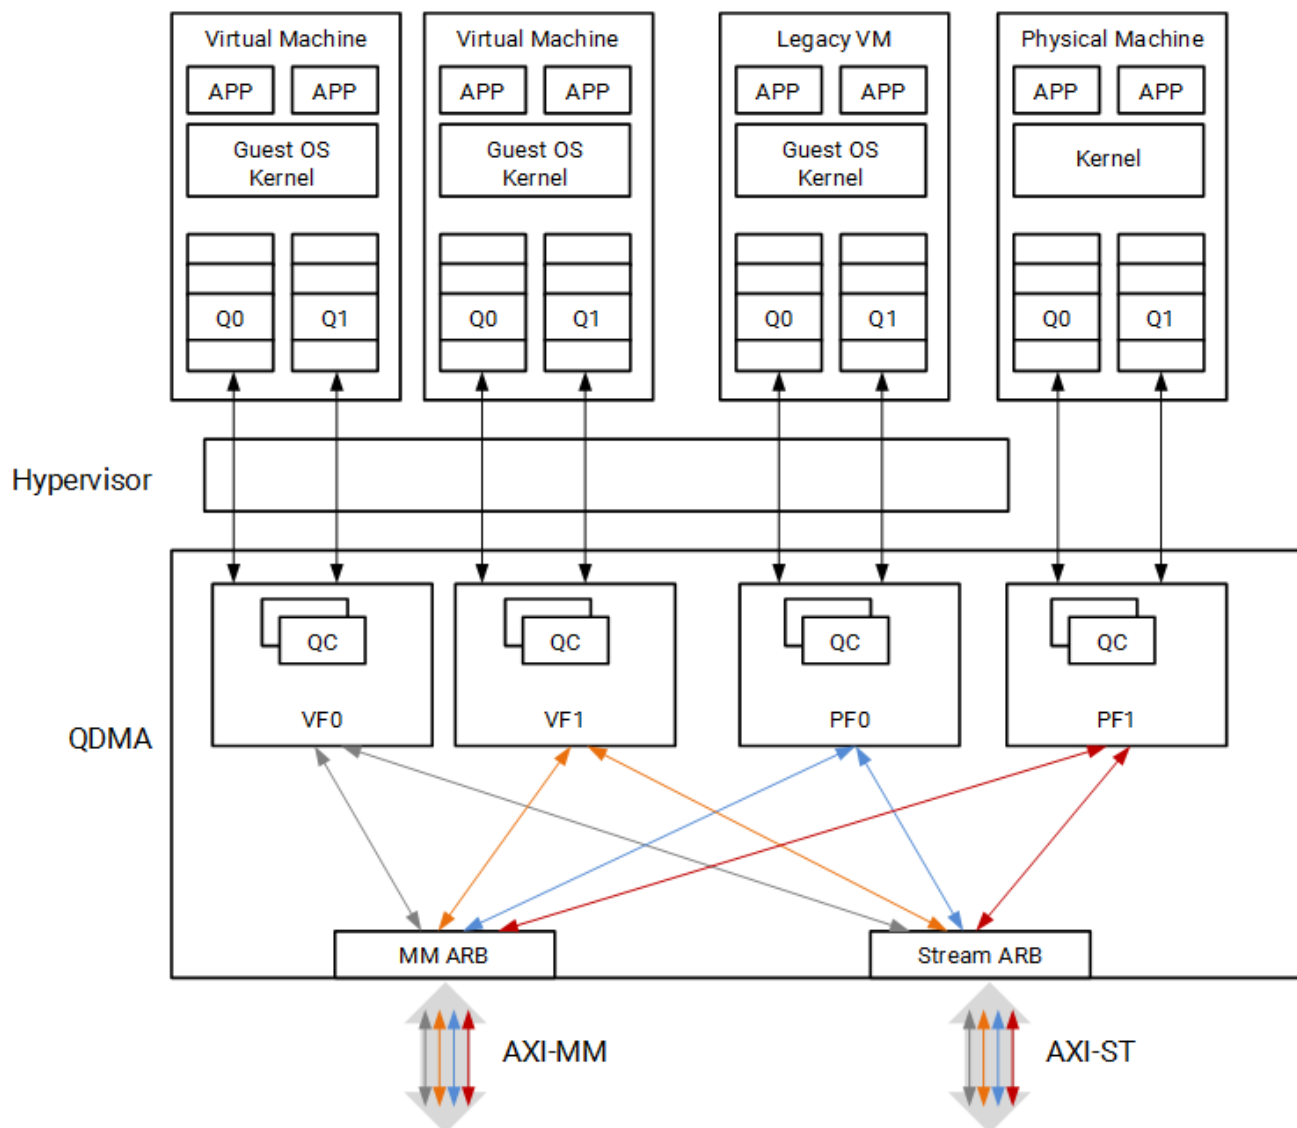 Virtual Machine
APP
APP
Guest OS
Kernel
Q0
Q1
Virtual Machine
APP
APP
Guest OS
Kernel
Q0
Q1
Legacy VM
APP
APP
Guest OS
Kernel
Q0
Q1
Physical Machine
APP
APP
Kernel
Q0
Q1
Hypervisor
QDMA
QC
VF0
QC
VF1
QC
PF0
QC
PF1
MM ARB
Stream ARB
AXI-MM
AXI-ST